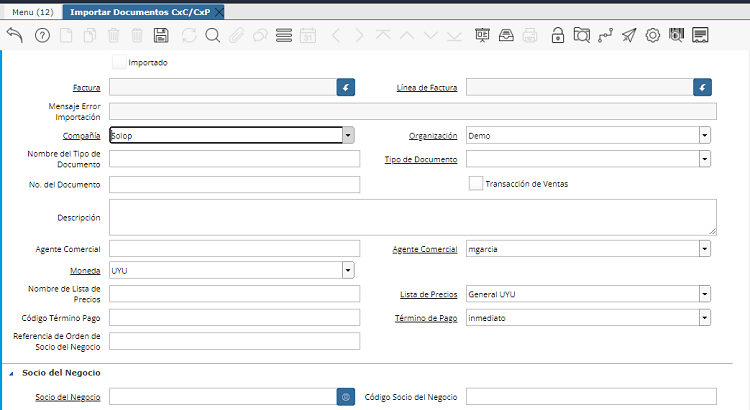 Menu (12) Importar Documentos CxC/CxP
Importado
Factura Línea de Factura
Mensaje Error
Importación
Compañía Solop Organización Demo
Nombre del Tipo de
Documento Tipo de Documento
No. del Documento Transacción de Ventas
Descripción
Agente Comercial Agente Comercial mgarcia
Moneda UYU
Nombre de Lista de
Precios Lista de Precios General UYU
Código Término Pago Término de Pago inmediato
Referencia de Orden de
Socio del Negocio
Socio del Negocio
Socio del Negocio Código Socio del Negocio